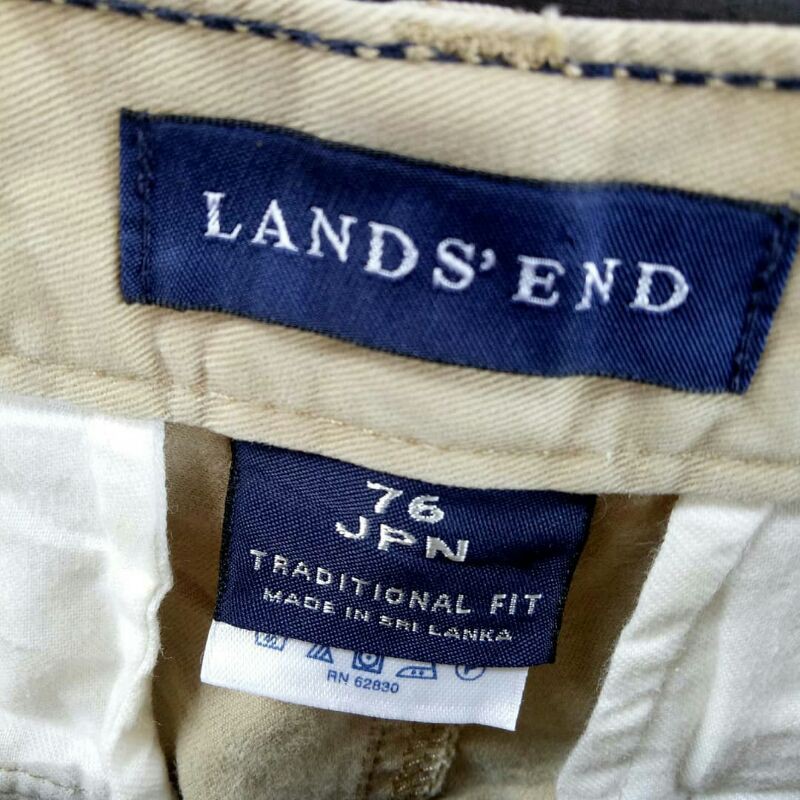 LANDS' END
76
JPN
TRADITIONAL FIT
MADE IN SRI LANKA
RN 62830